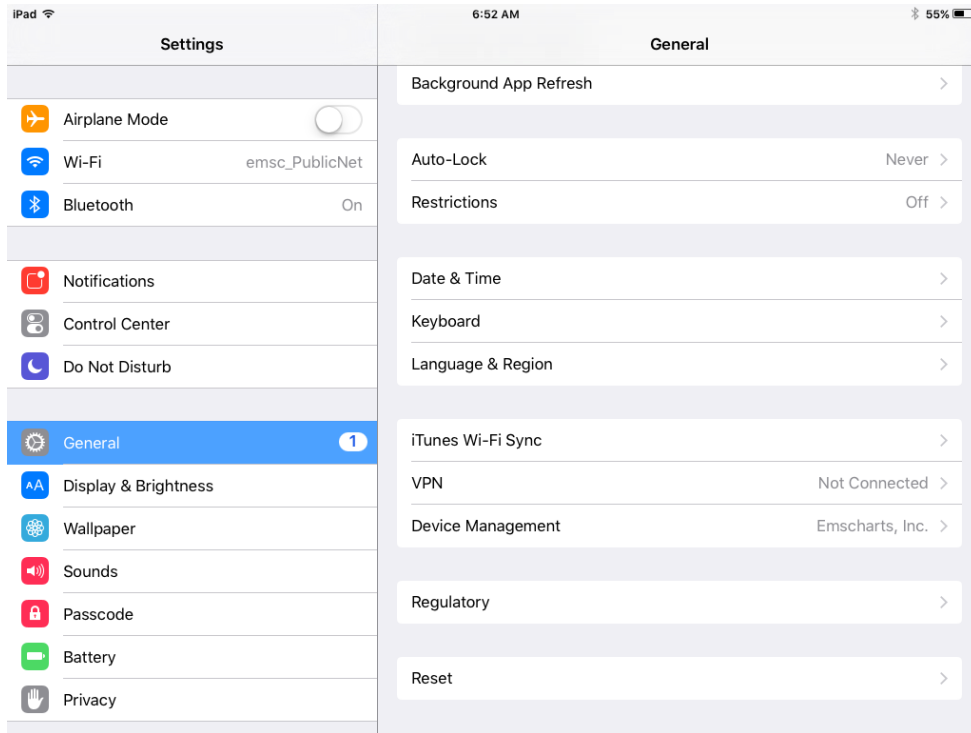 iPad 6:52 AM 55%
Settings
Airplane Mode
Wi-Fi emsc_PublicNet
Bluetooth On
Notifications
Control Center
Do Not Disturb
General 1
AA Display & Brightness
Wallpaper
Sounds
Passcode
Battery
Privacy
General
Background App Refresh
Auto-Lock Never
Restrictions Off
Date & Time
Keyboard
Language & Region
iTunes Wi-Fi Sync
VPN Not Connected
Device Management Emscharts, Inc.
Regulatory
Reset